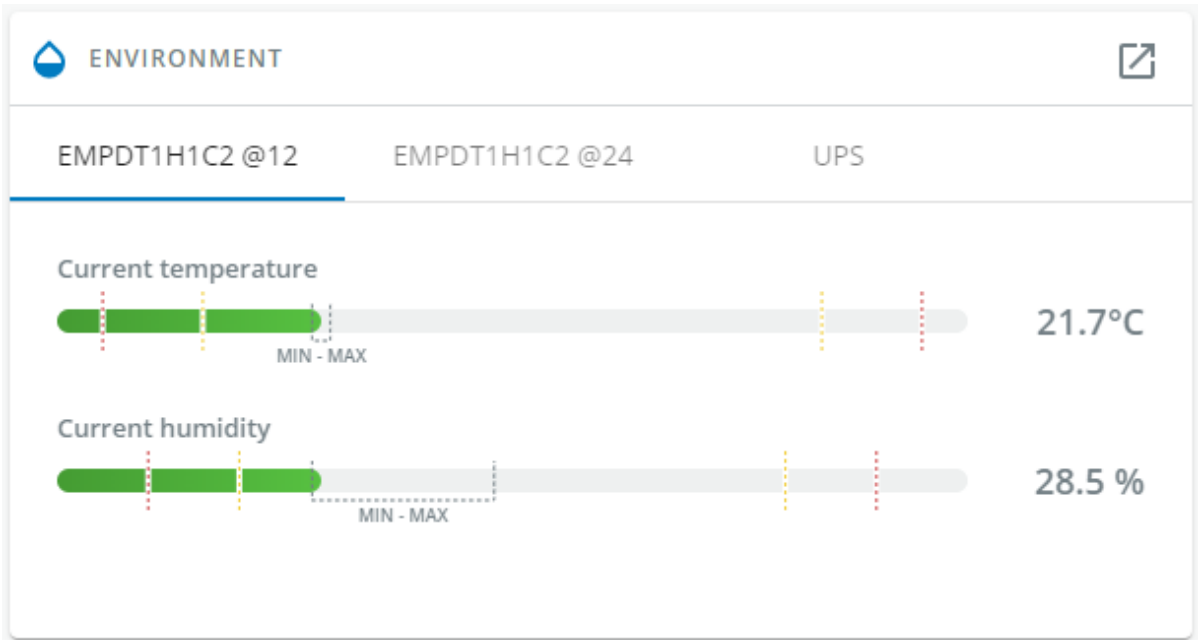 ENVIRONMENT
EMPDT1H1C2 @12 EMPDT1H1C2 @24 UPS
Current temperature
21.7°C
MIN - MAX
Current humidity
28.5 %
MIN - MAX